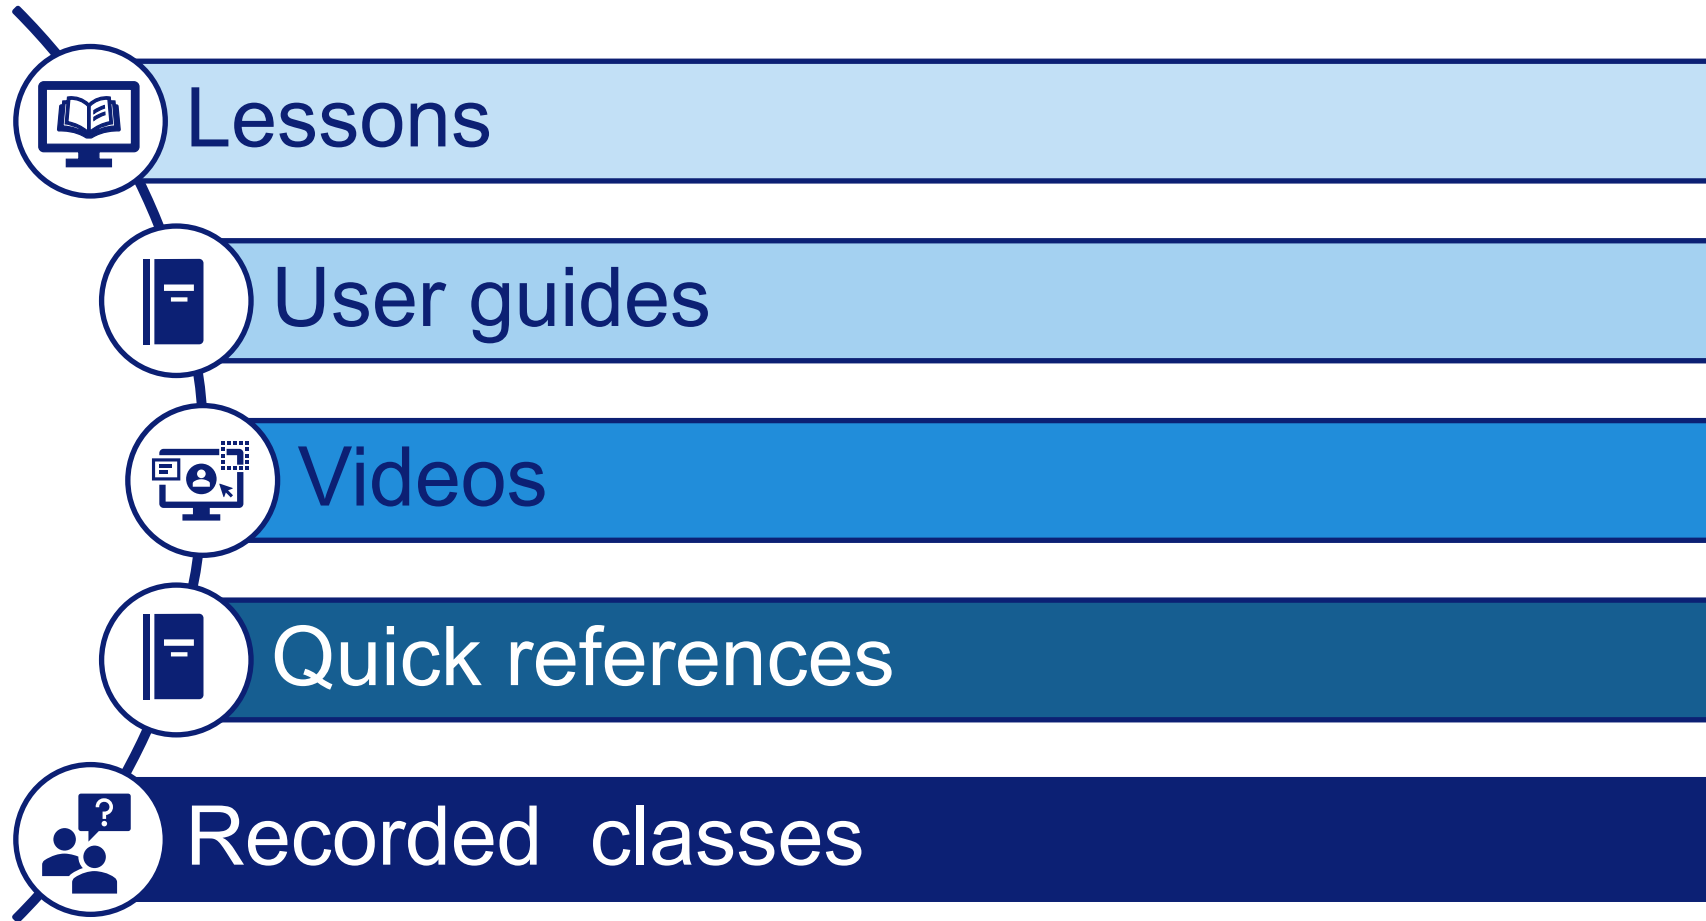 Lessons
User guides
Videos
Quick references
?
Recorded  classes